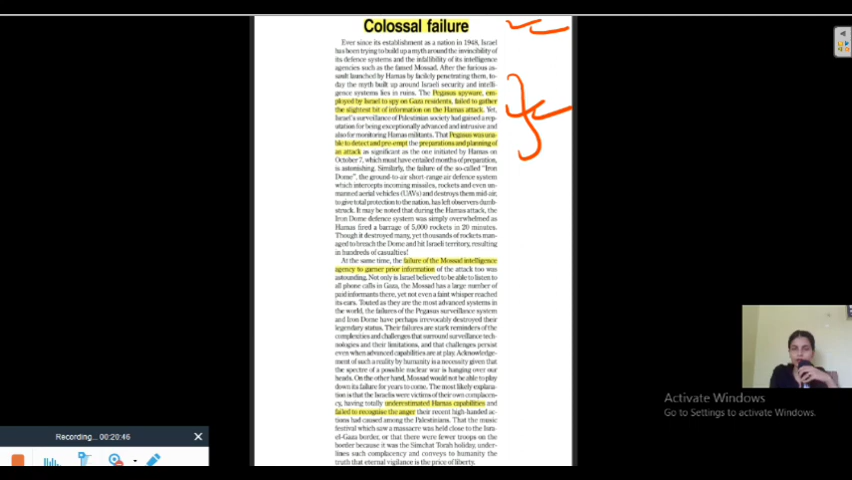 Colossal failure
Ever since its establishment as a nation in 1948, Israel
has been trying to build up a myth around the invincibility of
its defence systems and the infallibility of its intelligence
agencies such as the famed Mossad. After the furious as-
sault launched by Hamas by facilely penetrating them, to-
day the myth built up around Israeli security and intelli-
gence systems lies in ruins. The Pegasus spyware, em-
ployed by Israel to spy on Gaza residents, failed to gather
the slightest bit of information on the Hamas attack. Yet,
Israel's surveillance of Palestinian society had gained a rep-
utation for being exceptionally advanced and intrusive and
also for monitoring Hamas militants. That Pegasus was una-
ble to detect and pre-empt the preparations and planning of
an attack as significant as the one initiated by Hamas on
October 7, which must have entailed months of preparation,
is astonishing. Similarly, the failure of the so-called "Iron
Dome", the ground-to-air short-range air defence system
which intercepts incoming missiles, rockets and even un-
manned aerial vehicles (UAVs) and destroys them mid-air,
to give total protection to the nation, has left observers dumb-
struck. It may be noted that during the Hamas attack, the
Iron Dome defence system was simply overwhelmed as
Hamas fired a barrage of 5,000 rockets in 20 minutes.
Though it destroyed many, yet thousands of rockets man-
aged to breach the Dome and hit Israeli territory, resulting
in hundreds of casualties!
At the same time, the failure of the Mossad intelligence
agency to garner prior information of the attack too was
astounding. Not only is Israel believed to be able to listen to
all phone calls in Gaza, the Mossad has a large number of
paid informants there, yet not even a faint whisper reached
its ears. Touted as they are the most advanced systems in
the world, the failures of the Pegasus surveillance system
and Iron Dome have perhaps irrevocably destroyed their
legendary status. Their failures are stark reminders of the
complexities and challenges that surround surveillance tech-
nologies and their limitations, and that challenges persist
even when advanced capabilities are at play. Acknowledge-
ment of such a reality by humanity is a necessity given that
the spectre of a possible nuclear war is hanging over our
heads. On the other hand, Mossad would not be able to play
down its failure for years to come. The most likely explana-
tion is that the Israelis were victims of their own complacen-
cy, having totally underestimated Hamas capabilities and
failed to recognise the anger their recent high-handed ac-
tions had caused among the Palestinians. That the music
festival which saw a massacre was held close to the Isra-
el-Gaza border, or that there were fewer troops on the
border because it was the Simchat Torah holiday, under-
lines such complacency and conveys to humanity the
truth that eternal vigilance is the price of liberty.
Activate Windows
Go to Settings to activate Windows.
Recording... 00:20:46